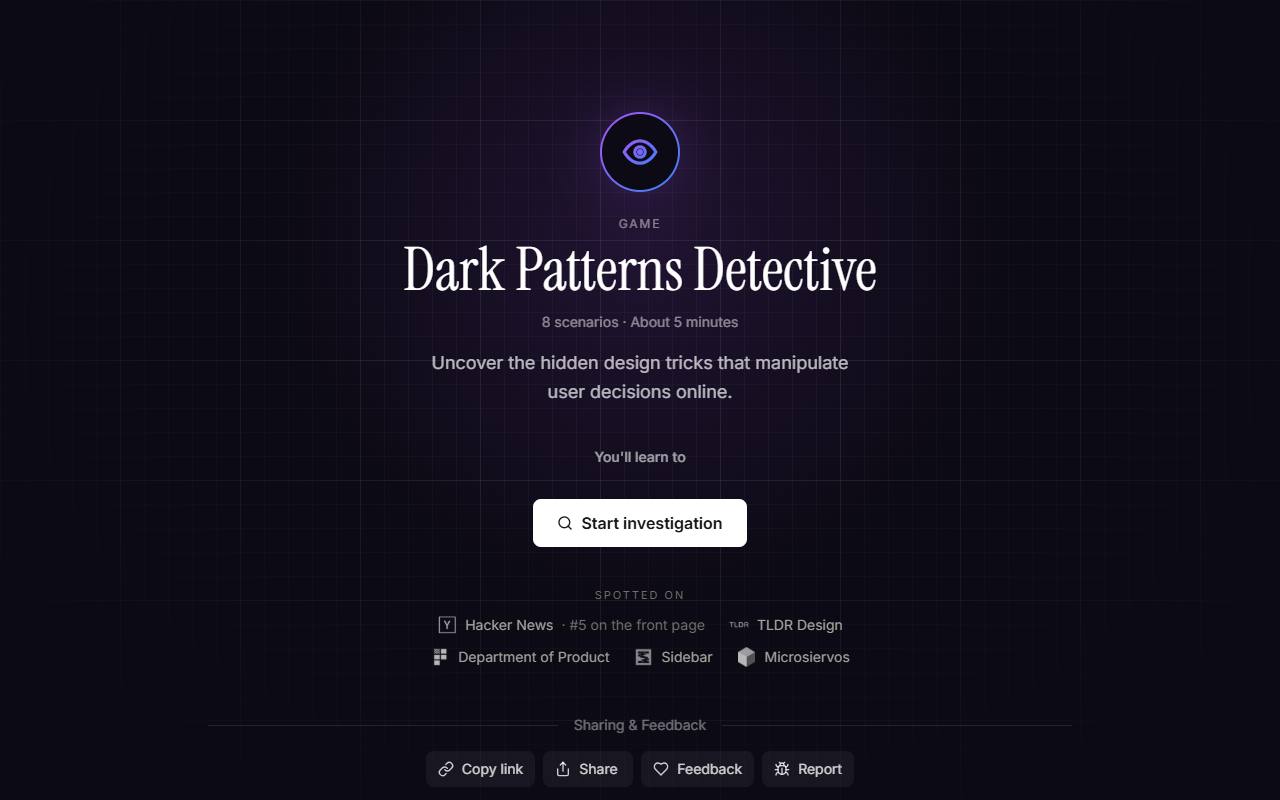 GAME
Dark Patterns Detective
8 scenarios · About 5 minutes
Uncover the hidden design tricks that manipulate
user decisions online.
You'll learn to
Start investigation
SPOTTED ON
Y Hacker News · #5 on the front page TLDR TLDR Design
Department of Product Sidebar Microsiervos
Sharing & Feedback
Copy link Share Feedback Report